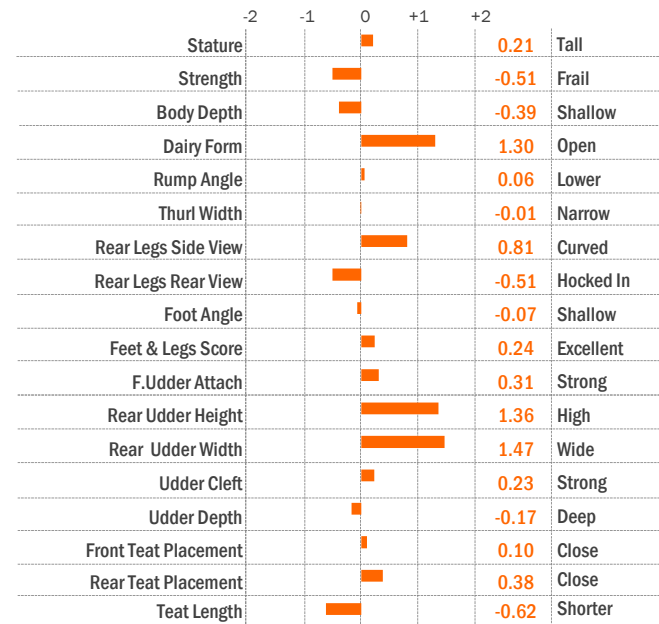 -2 -1 0 +1 +2
Stature 0.21 Tall
Strength -0.51 Frail
Body Depth -0.39 Shallow
Dairy Form 1.30 Open
Rump Angle 0.06 Lower
Thurl Width -0.01 Narrow
Rear Legs Side View 0.81 Curved
Rear Legs Rear View -0.51 Hocked In
Foot Angle -0.07 Shallow
Feet & Legs Score 0.24 Excellent
F.Udder Attach 0.31 Strong
Rear Udder Height 1.36 High
Rear Udder Width 1.47 Wide
Udder Cleft 0.23 Strong
Udder Depth -0.17 Deep
Front Teat Placement 0.10 Close
Rear Teat Placement 0.38 Close
Teat Length -0.62 Shorter